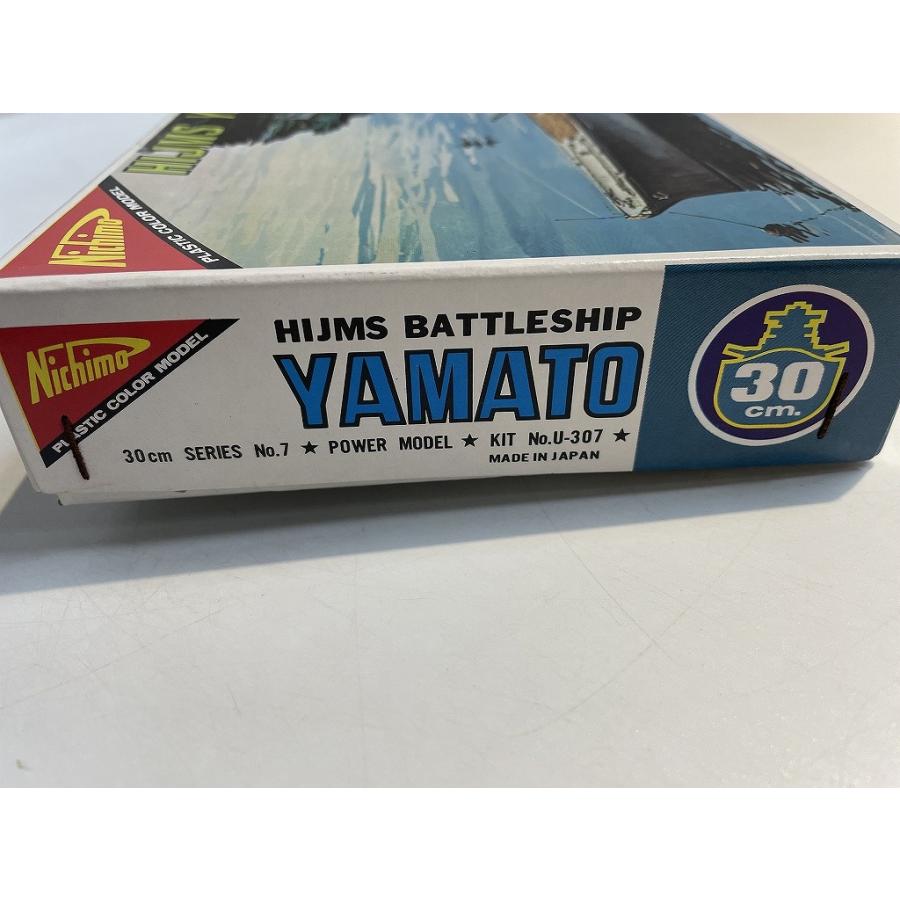 HIJMS
Nichimo
PLASTIC COLOR MODEL
Nichimo
PLASTIC COLOR MODEL
HIJMS BATTLESHIP
YAMATO
30cm SERIES No.7 ★ POWER MODEL ★ KIT No.U-307 ★
MADE IN JAPAN
30
cm.